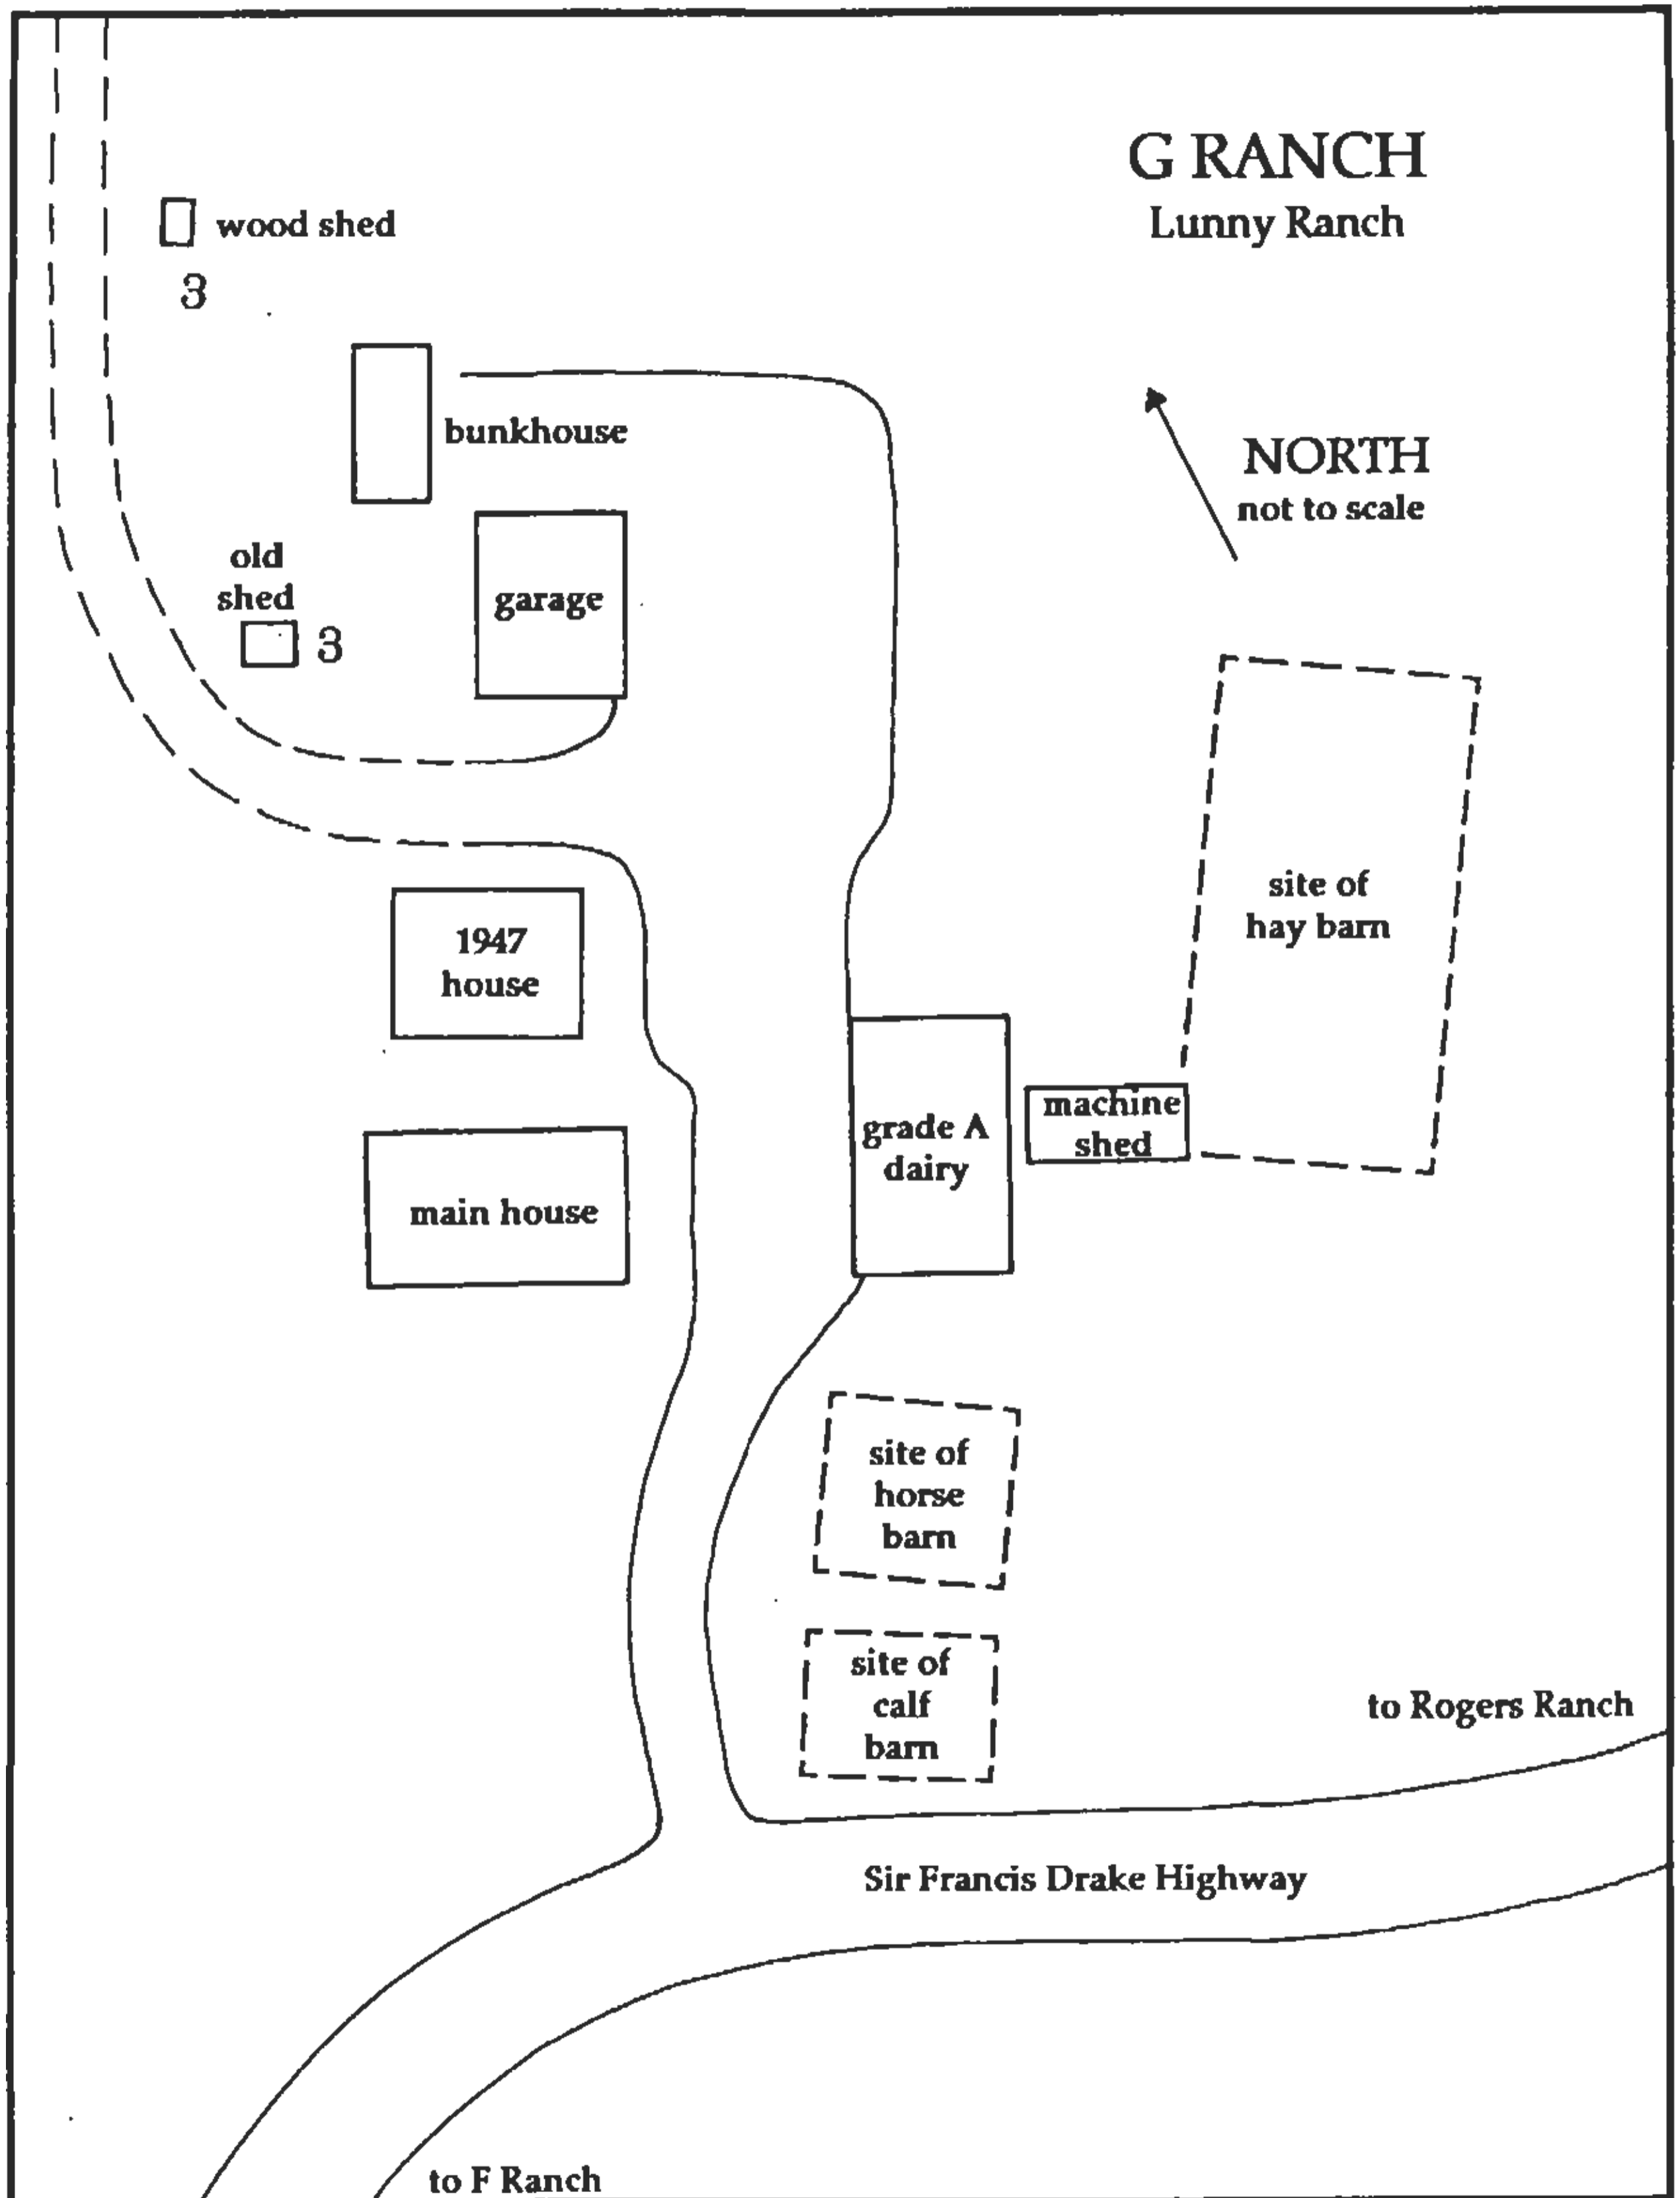 G RANCH
Lunny Ranch
wood shed
3
bunkhouse
NORTH
not to scale
old
shed
3
garage
site of
hay barn
1947
house
machine
shed
grade A
dairy
main house
site of
horse
barn
site of
calf
barn
to Rogers Ranch
Sir Francis Drake Highway
to F Ranch